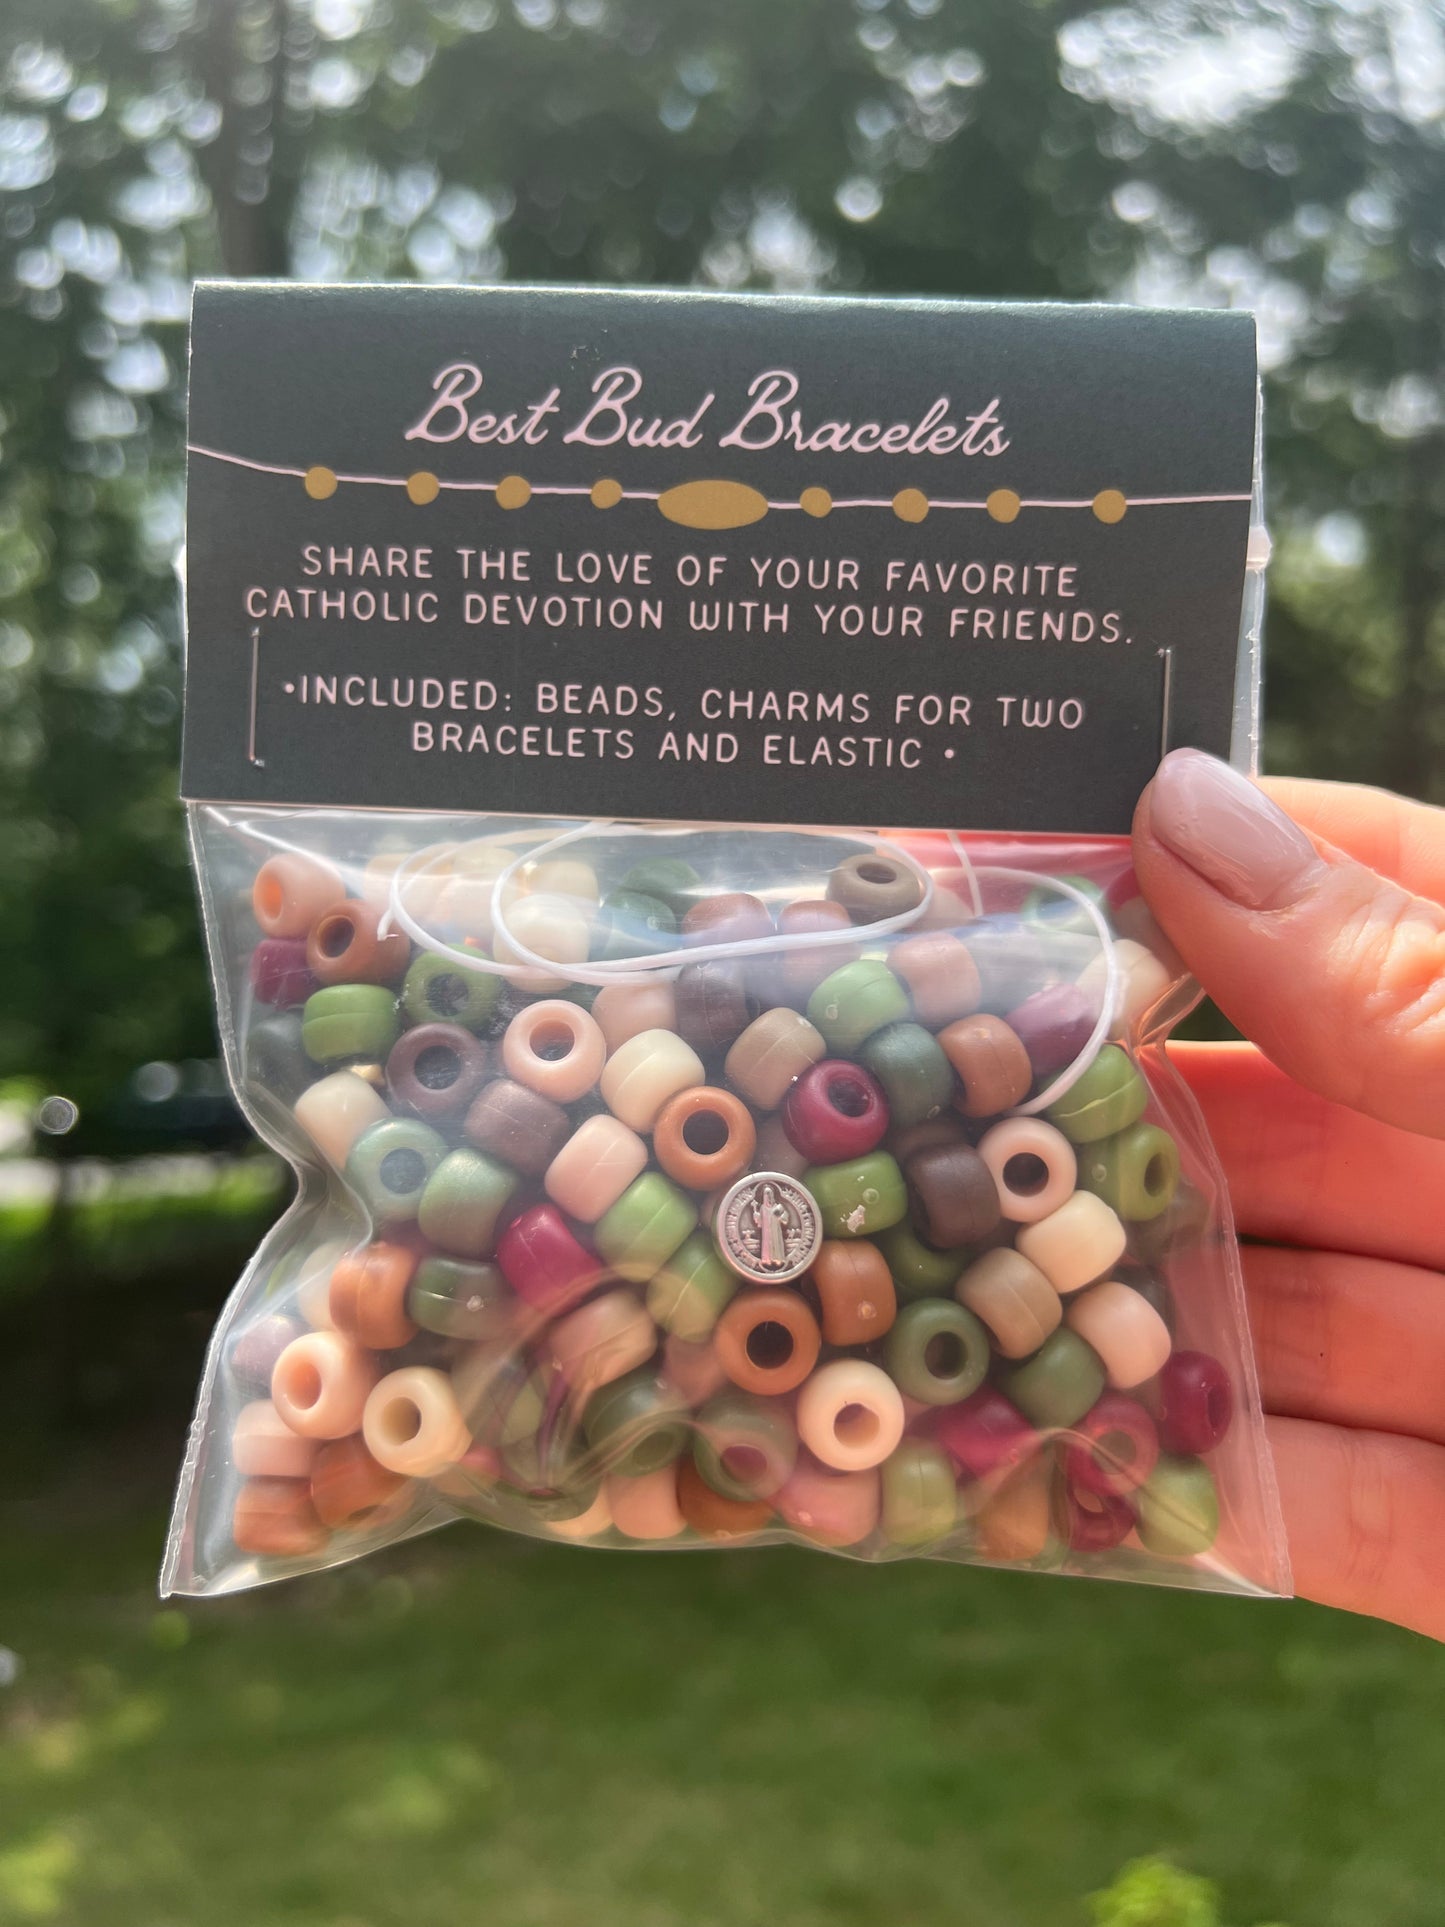 Best Bud Bracelets
SHARE THE LOVE OF YOUR FAVORITE
CATHOLIC DEVOTION WITH YOUR FRIENDS.
•INCLUDED: BEADS, CHARMS FOR TWO
BRACELETS AND ELASTIC •